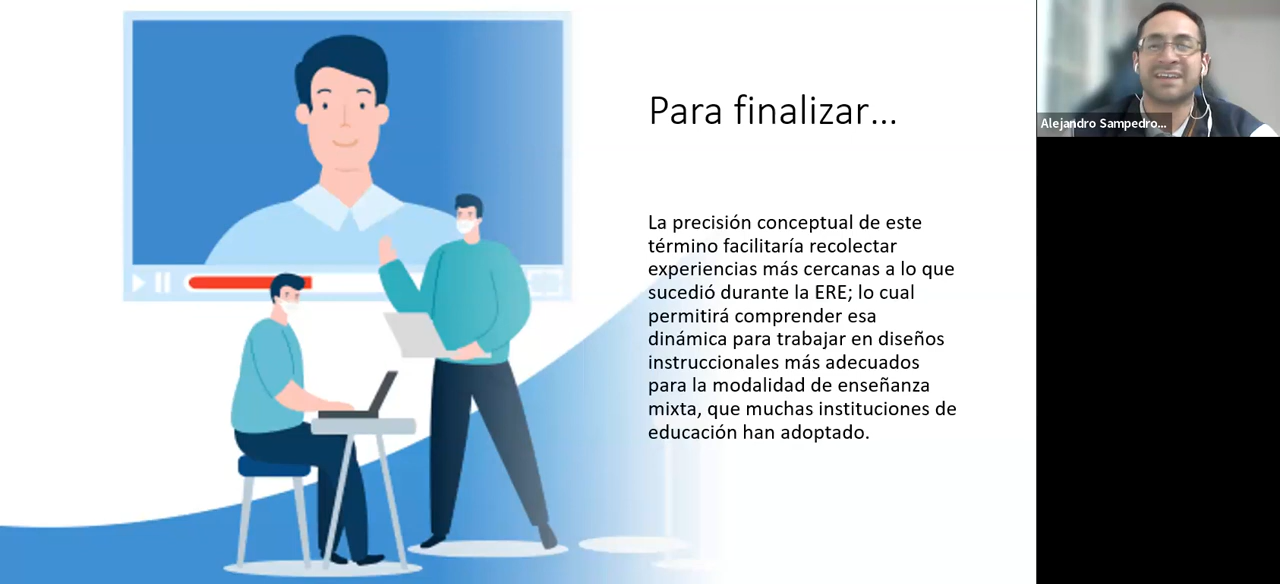 Para finalizar...
La precisión conceptual de este
término facilitaría recolectar
experiencias más cercanas a lo que
sucedió durante la ERE; lo cual
permitirá comprender esa
dinámica para trabajar en diseños
instruccionales más adecuados
para la modalidad de enseñanza
mixta, que muchas instituciones de
educación han adoptado.
Alejandro Sampedro...